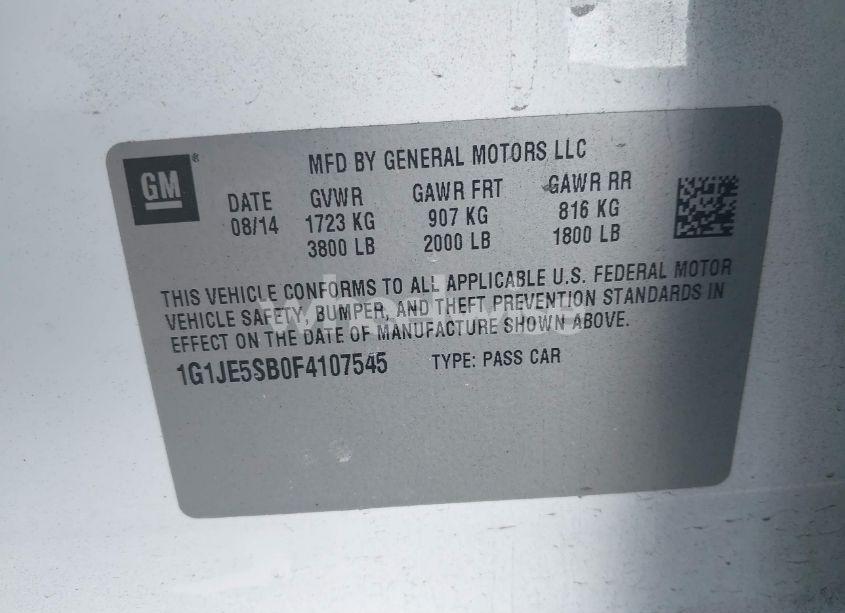 GM®
MFD BY GENERAL MOTORS LLC
DATE GVWR GAWR FRT GAWR RR
08/14 1723 KG 907 KG 816 KG
3800 LB 2000 LB 1800 LB
THIS VEHICLE CONFORMS TO ALL APPLICABLE U.S. FEDERAL MOTOR
VEHICLE SAFETY, BUMPER, AND THEFT PREVENTION STANDARDS IN
EFFECT ON THE DATE OF MANUFACTURE SHOWN ABOVE.
1G1JE5SB0F4107545 TYPE: PASS CAR